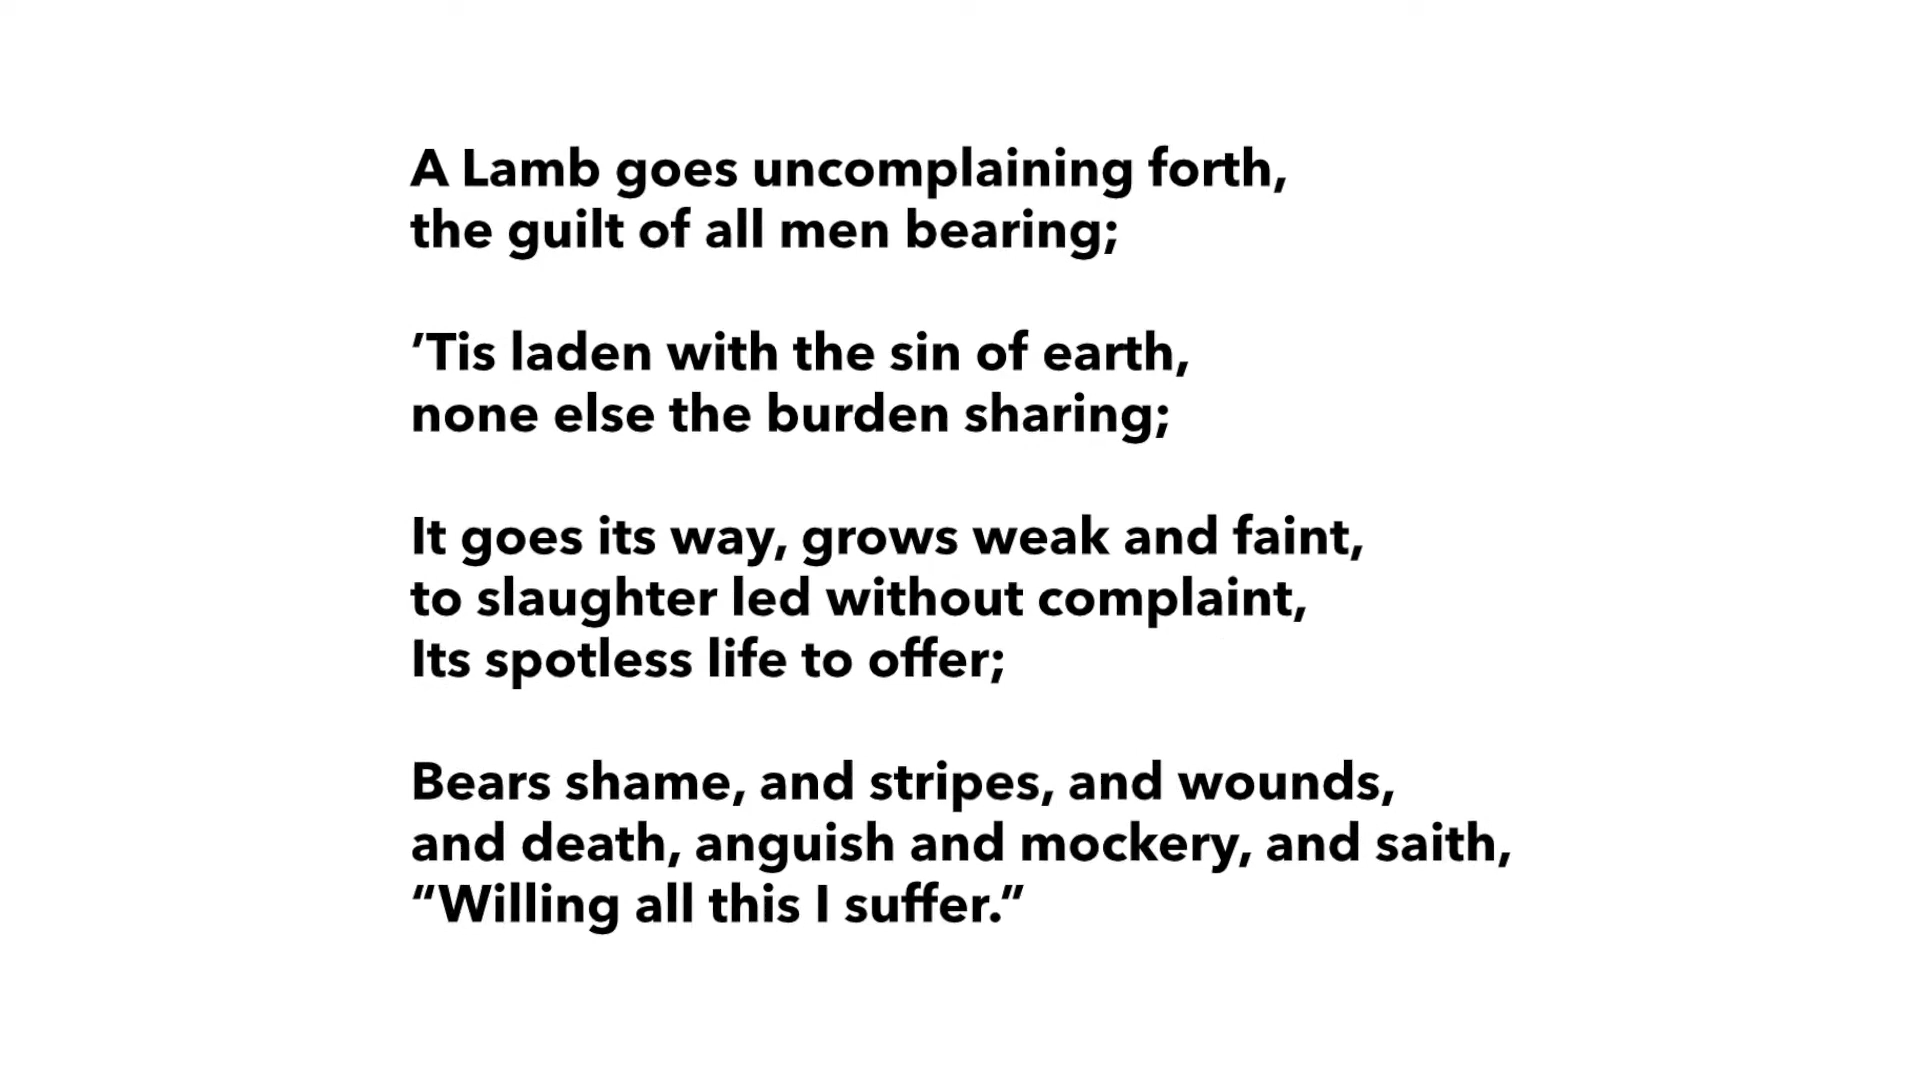 A Lamb goes uncomplaining forth,
the guilt of all men bearing;
’Tis laden with the sin of earth,
none else the burden sharing;
It goes its way, grows weak and faint,
to slaughter led without complaint,
Its spotless life to offer;
Bears shame, and stripes, and wounds,
and death, anguish and mockery, and saith,
“Willing all this I suffer.”